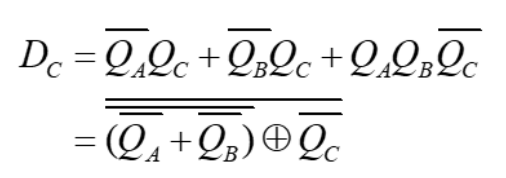 $D_C = \overline{Q_A}Q_C + \overline{Q_B}Q_C + Q_A Q_B \overline{Q_C}$
$= \overline{\overline{\overline{\overline{(\overline{Q_A} + \overline{Q_B})}} \oplus \overline{Q_C}}}$